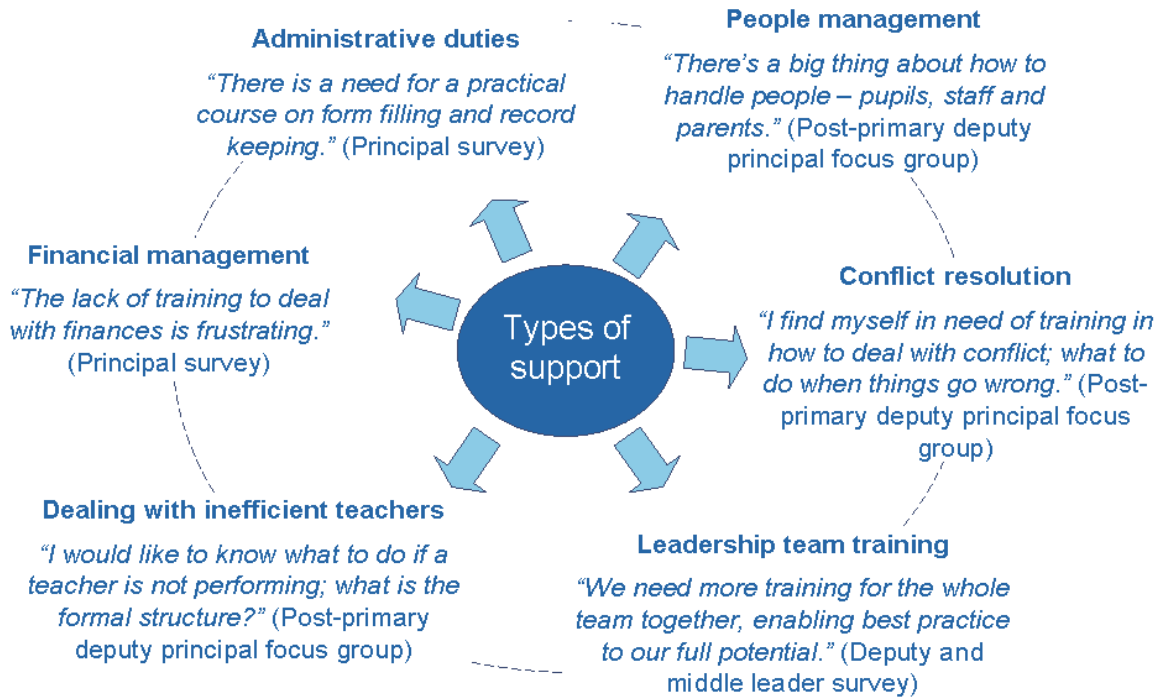 Administrative duties
“There is a need for a practical
course on form filling and record
keeping.” (Principal survey)
People management
“There’s a big thing about how to
handle people – pupils, staff and
parents.” (Post-primary deputy
principal focus group)
Financial management
“The lack of training to deal
with finances is frustrating.”
(Principal survey)
Types of
support
Conflict resolution
“I find myself in need of training in
how to deal with conflict; what to
do when things go wrong.” (Post-
primary deputy principal focus
group)
Dealing with inefficient teachers
“I would like to know what to do if a
teacher is not performing; what is the
formal structure?” (Post-primary
deputy principal focus group)
Leadership team training
“We need more training for the whole
team together, enabling best practice
to our full potential.” (Deputy and
middle leader survey)